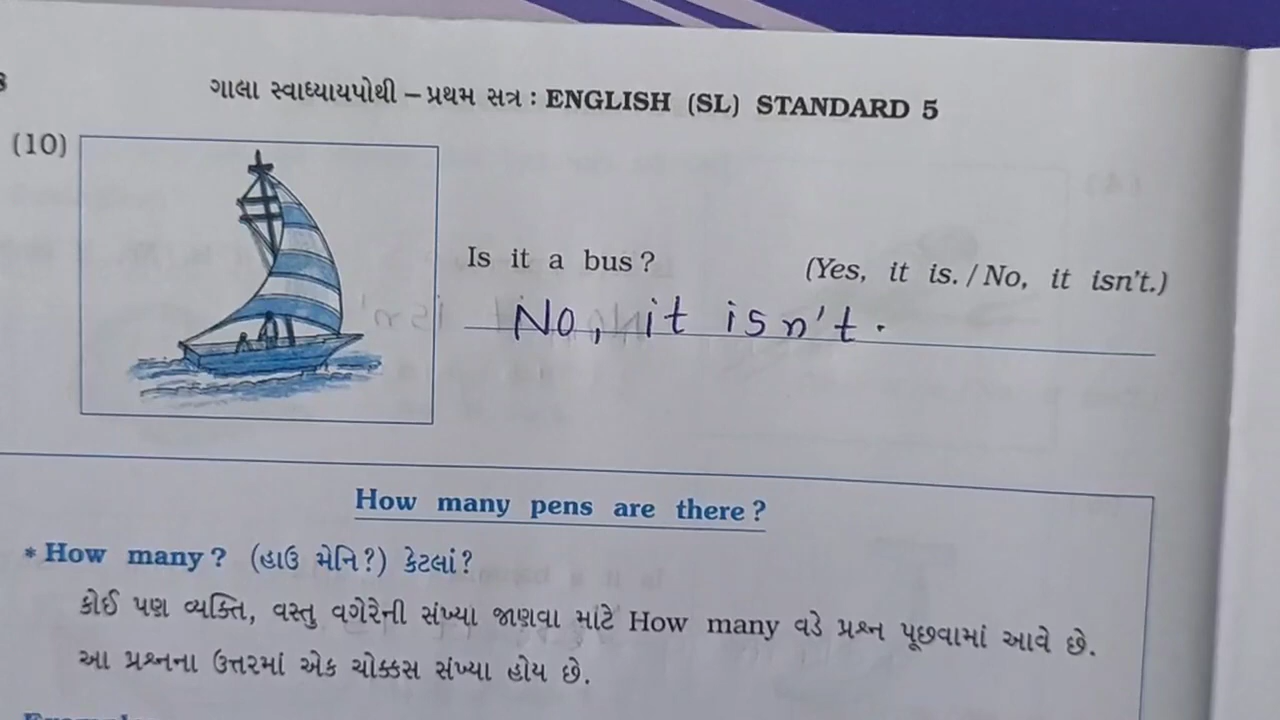 ગાલા સ્વાધ્યાયપોથી – પ્રથમ સત્ર : ENGLISH (SL) STANDARD 5
(10)
Is it a bus ? (Yes, it is. / No, it isn't.)
No, it isn't.
How many pens are there ?
* How many ? (હાઉ મેનિ?) કેટલાં?
કોઈ પણ વ્યક્તિ, વસ્તુ વગેરેની સંખ્યા જાણવા માટે How many વડે પ્રશ્ન પૂછવામાં આવે છે.
આ પ્રશ્નના ઉત્તરમાં એક ચોક્કસ સંખ્યા હોય છે.